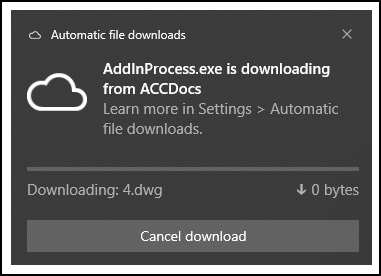 Automatic file downloads
AddInProcess.exe is downloading
from ACCDocs
Learn more in Settings > Automatic
file downloads.
Downloading: 4.dwg ↓ 0 bytes
Cancel download